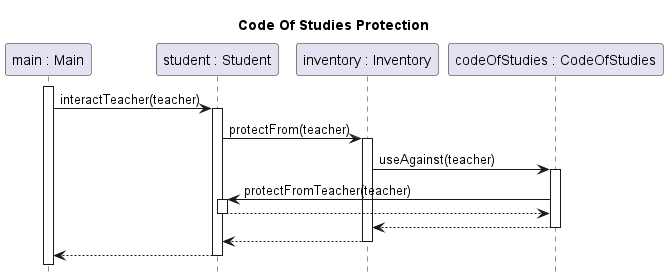 Code Of Studies Protection
main : Main
student : Student
inventory : Inventory
codeOfStudies : CodeOfStudies
interactTeacher(teacher)
protectFrom(teacher)
useAgainst(teacher)
protectFromTeacher(teacher)